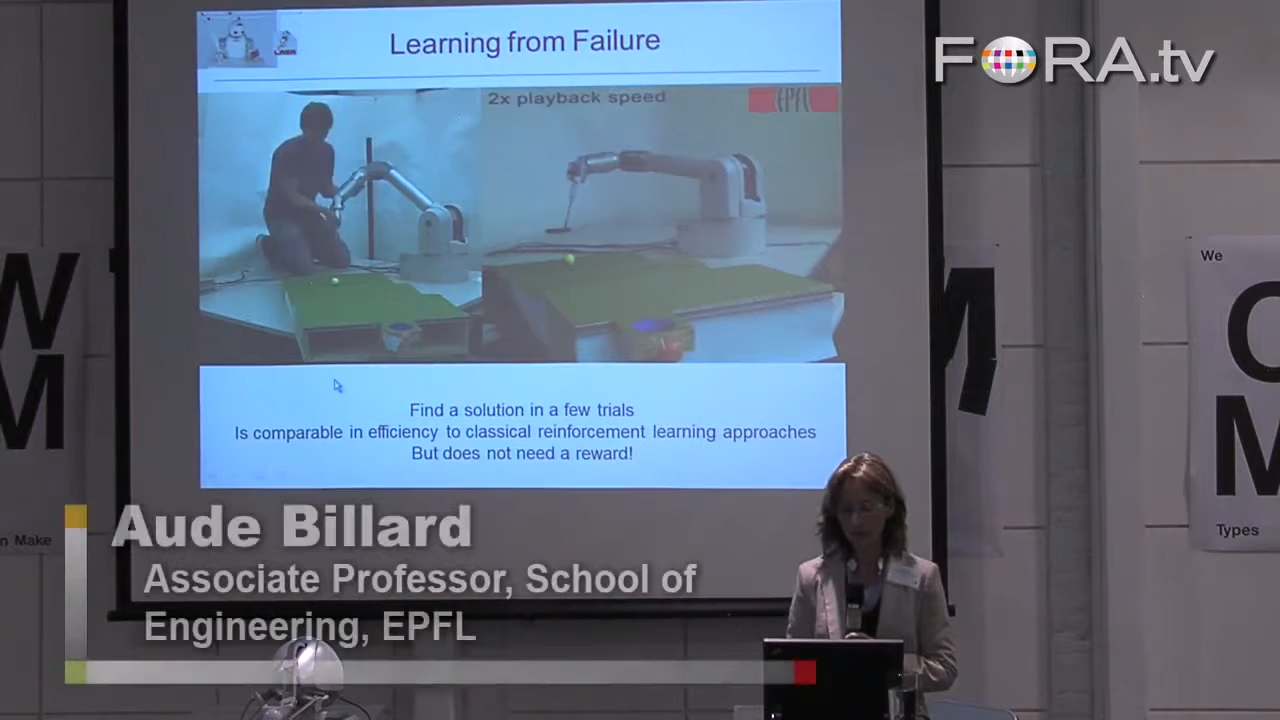 Learning from Failure
FORA.tv
2x playback speed
EPFL
We
W
M
M
O
M
Find a solution in a few trials
Is comparable in efficiency to classical reinforcement learning approaches
But does not need a reward!
n Make
Types
Aude Billard
Associate Professor, School of
Engineering, EPFL